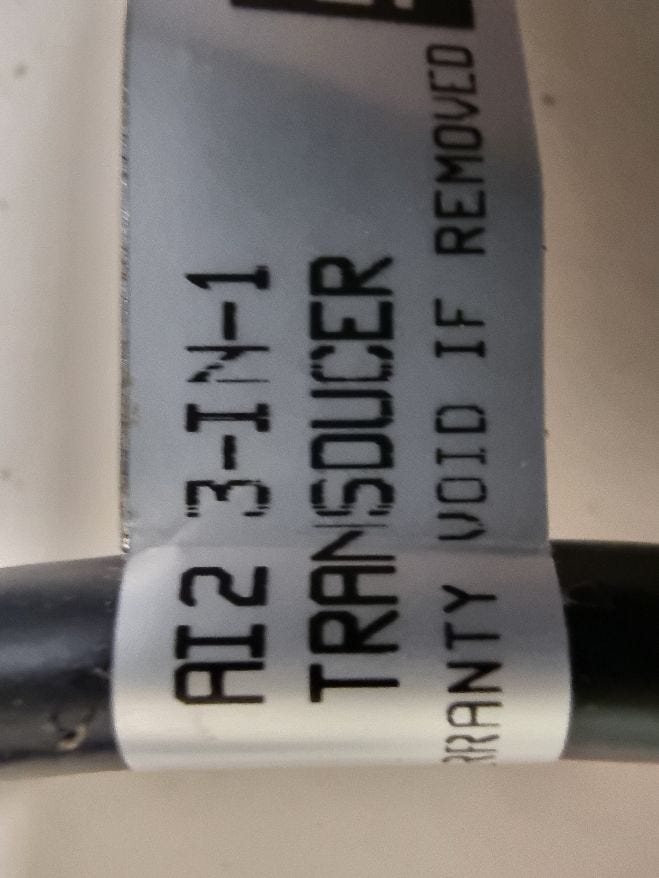 AI2 3-IN-1
TRANSDUCER
RRANTY VOID IF REMOVED